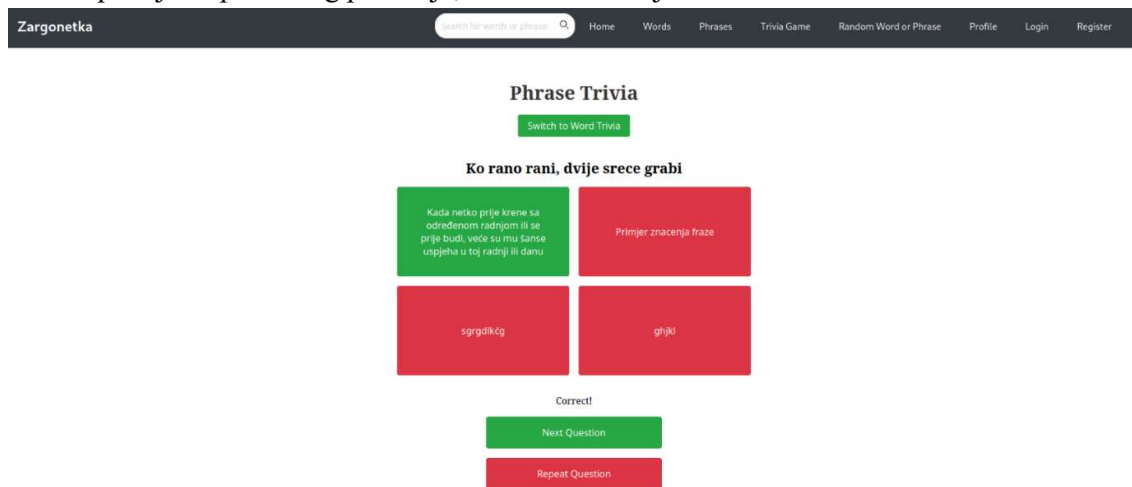 Zargonetka
Search for words or phrase
Home
Words
Phrases
Trivia Game
Random Word or Phrase
Profile
Login
Register
Phrase Trivia
Switch to Word Trivia
Ko rano rani, dvije srece grabi
Kada netko prije krene sa
određenom radnjom ili se
prije budi, veće su mu šanse
uspjeha u toj radnji ili danu
Primjer znacenja fraze
sgrgdlkćg
ghjkl
Correct!
Next Question
Repeat Question